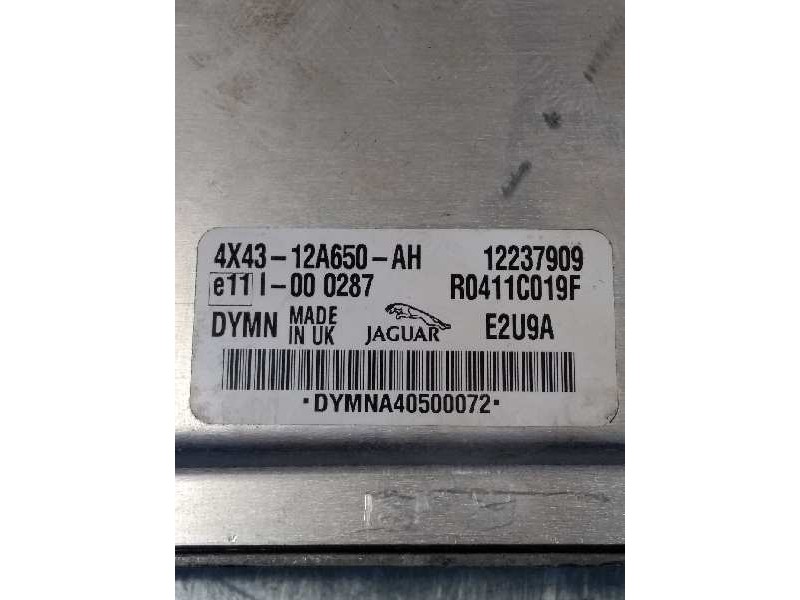 4X43-12A650-AH 12237909
e11 I-00 0287 R0411C019F
DYMN MADE IN UK JAGUAR E2U9A
·DYMNA40500072·